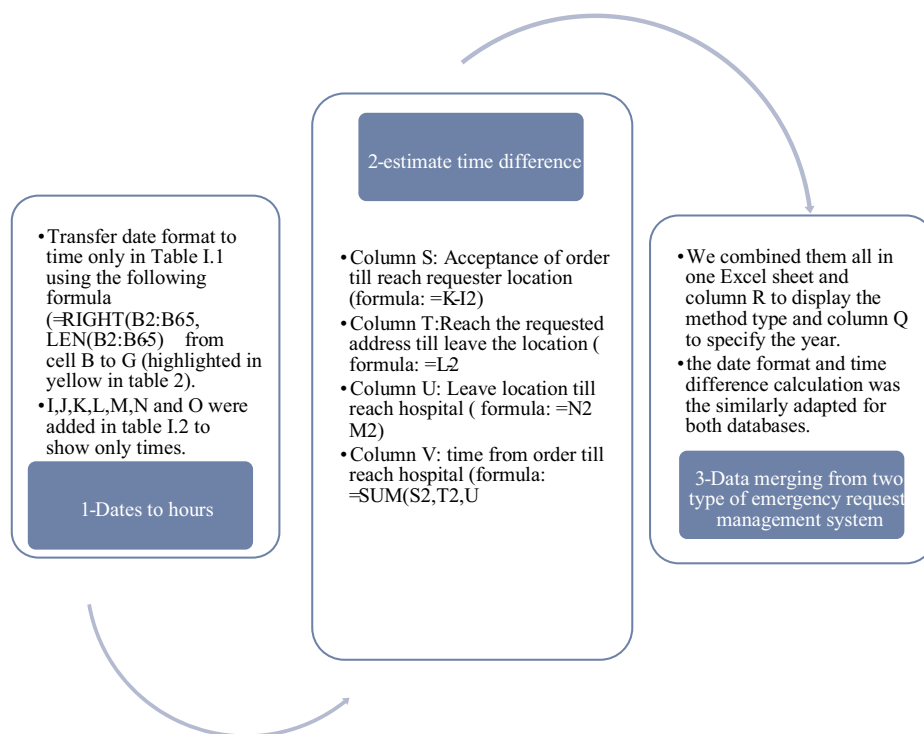 •Transfer date format to
time only in Table I.1
using the following
formula
(=RIGHT(B2:B65,
LEN(B2:B65) from
cell B to G (highlighted in
yellow in table 2).
•I,J,K,L,M,N and O were
added in table I.2 to
show only times.
1-Dates to hours
2-estimate time difference
•Column S: Acceptance of order
till reach requester location
(formula: =K-I2)
•Column T:Reach the requested
address till leave the location (
formula: =L2
•Column U: Leave location till
reach hospital ( formula: =N2
M2)
•Column V: time from order till
reach hospital (formula:
=SUM(S2,T2,U
•We combined them all in
one Excel sheet and
column R to display the
method type and column Q
to specify the year.
•the date format and time
difference calculation was
the similarly adapted for
both databases.
3-Data merging from two
type of emergency request
management system